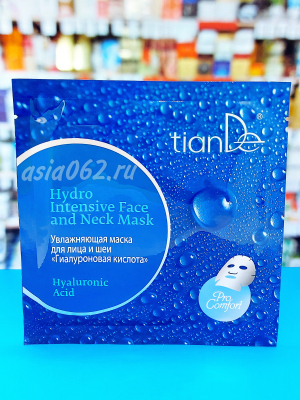 tianDe
asia062.ru
Hydro
Intensive Face
and Neck Mask
Увлажняющая маска
для лица и шеи
«Гиалуроновая кислота»
Hyaluronic
Acid
Pro
Comfort